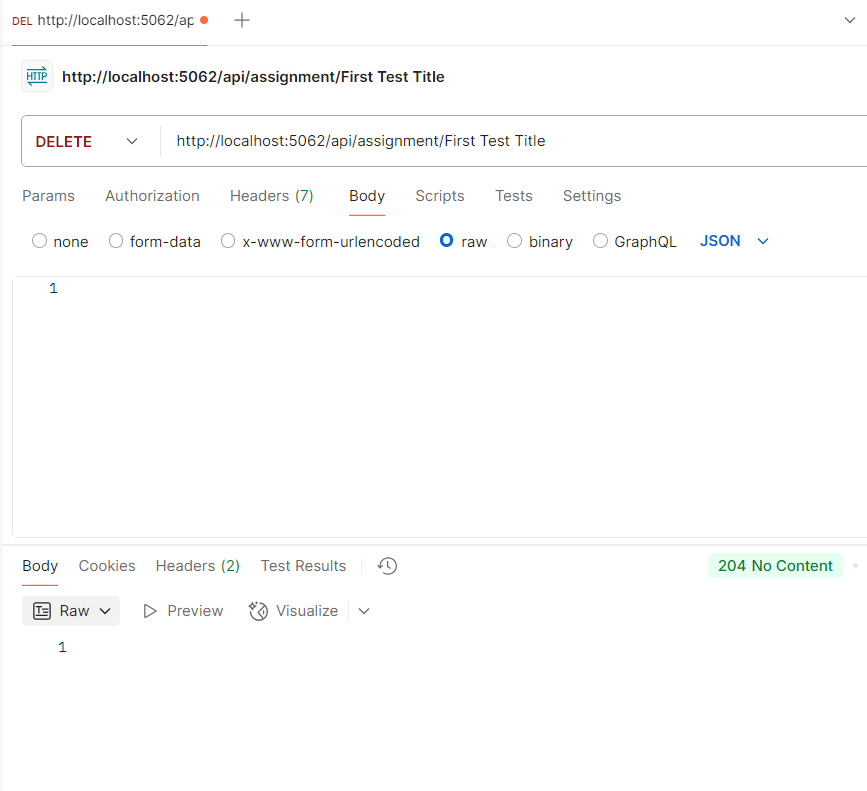 DEL http://localhost:5062/ap
HTTP http://localhost:5062/api/assignment/First Test Title
DELETE http://localhost:5062/api/assignment/First Test Title
Params Authorization Headers (7) Body Scripts Tests Settings
none form-data x-www-form-urlencoded raw binary GraphQL JSON
1
Body Cookies Headers (2) Test Results 204 No Content
Raw Preview Visualize
1